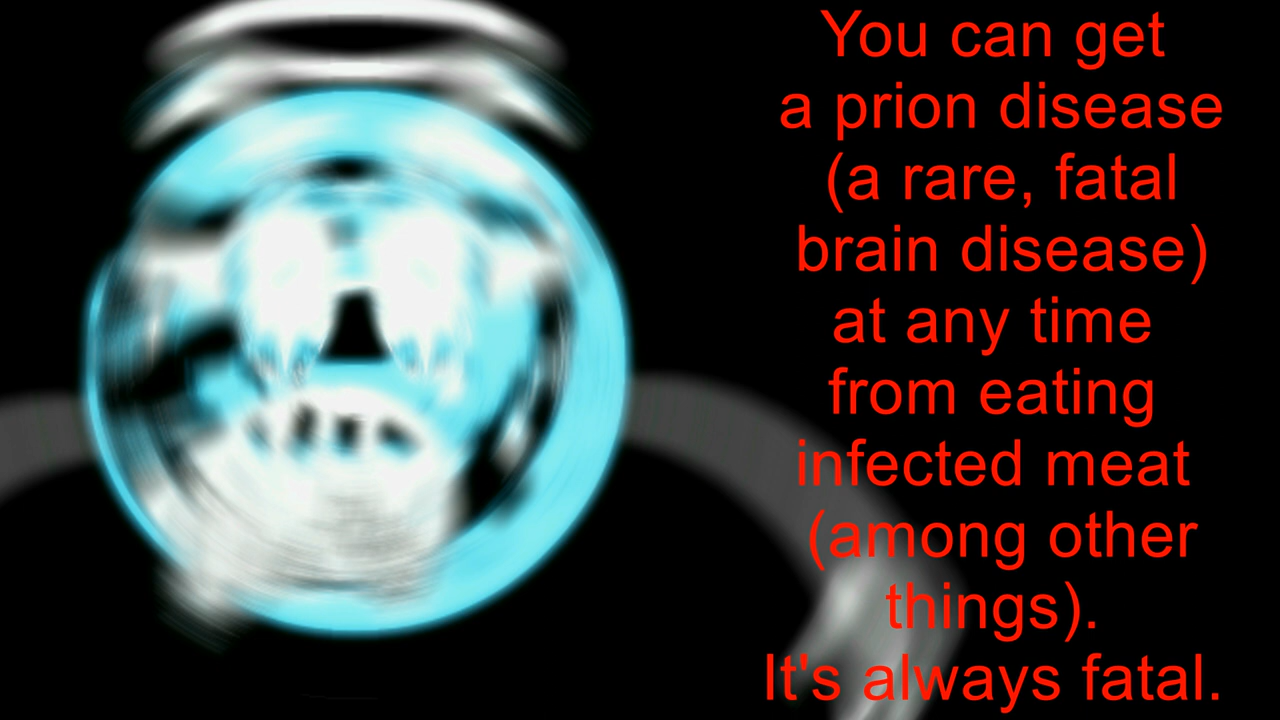 You can get
a prion disease
(a rare, fatal
brain disease)
at any time
from eating
infected meat
(among other
things).
It's always fatal.